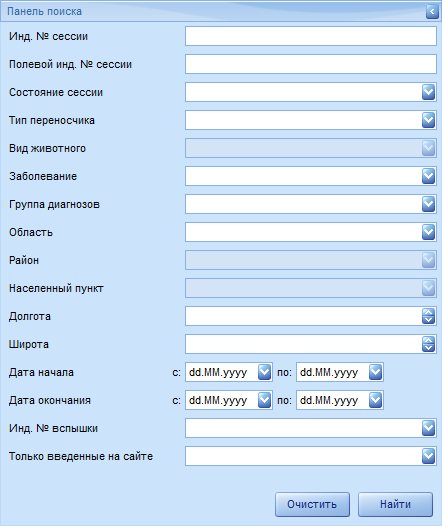 Панель поиска
Инд. № сессии
Полевой инд. № сессии
Состояние сессии
Тип переносчика
Вид животного
Заболевание
Группа диагнозов
Область
Район
Населенный пункт
Долгота
Широта
Дата начала с: dd.MM.yyyy по: dd.MM.yyyy
Дата окончания с: dd.MM.yyyy по: dd.MM.yyyy
Инд. № вспышки
Только введенные на сайте
Очистить Найти